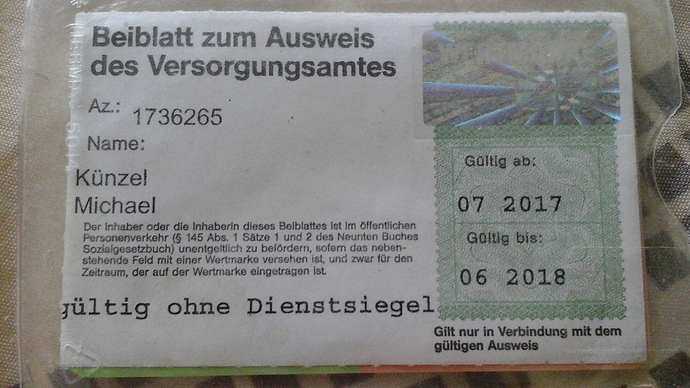 Beiblatt zum Ausweis
des Versorgungsamtes
Az.: 1736265
Name:
Künzel
Michael
Der Inhaber oder die Inhaberin dieses Beiblattes ist im öffentlichen
Personenverkehr (§ 145 Abs. 1 Sätze 1 und 2 des Neunten Buches
Sozialgesetzbuch) unentgeltlich zu befördern, sofern das neben-
stehende Feld mit einer Wertmarke versehen ist, und zwar für den
Zeitraum, der auf der Wertmarke eingetragen ist.
gültig ohne Dienstsiegel
Gültig ab:
07 2017
Gültig bis:
06 2018
Gilt nur in Verbindung mit dem
gültigen Ausweis